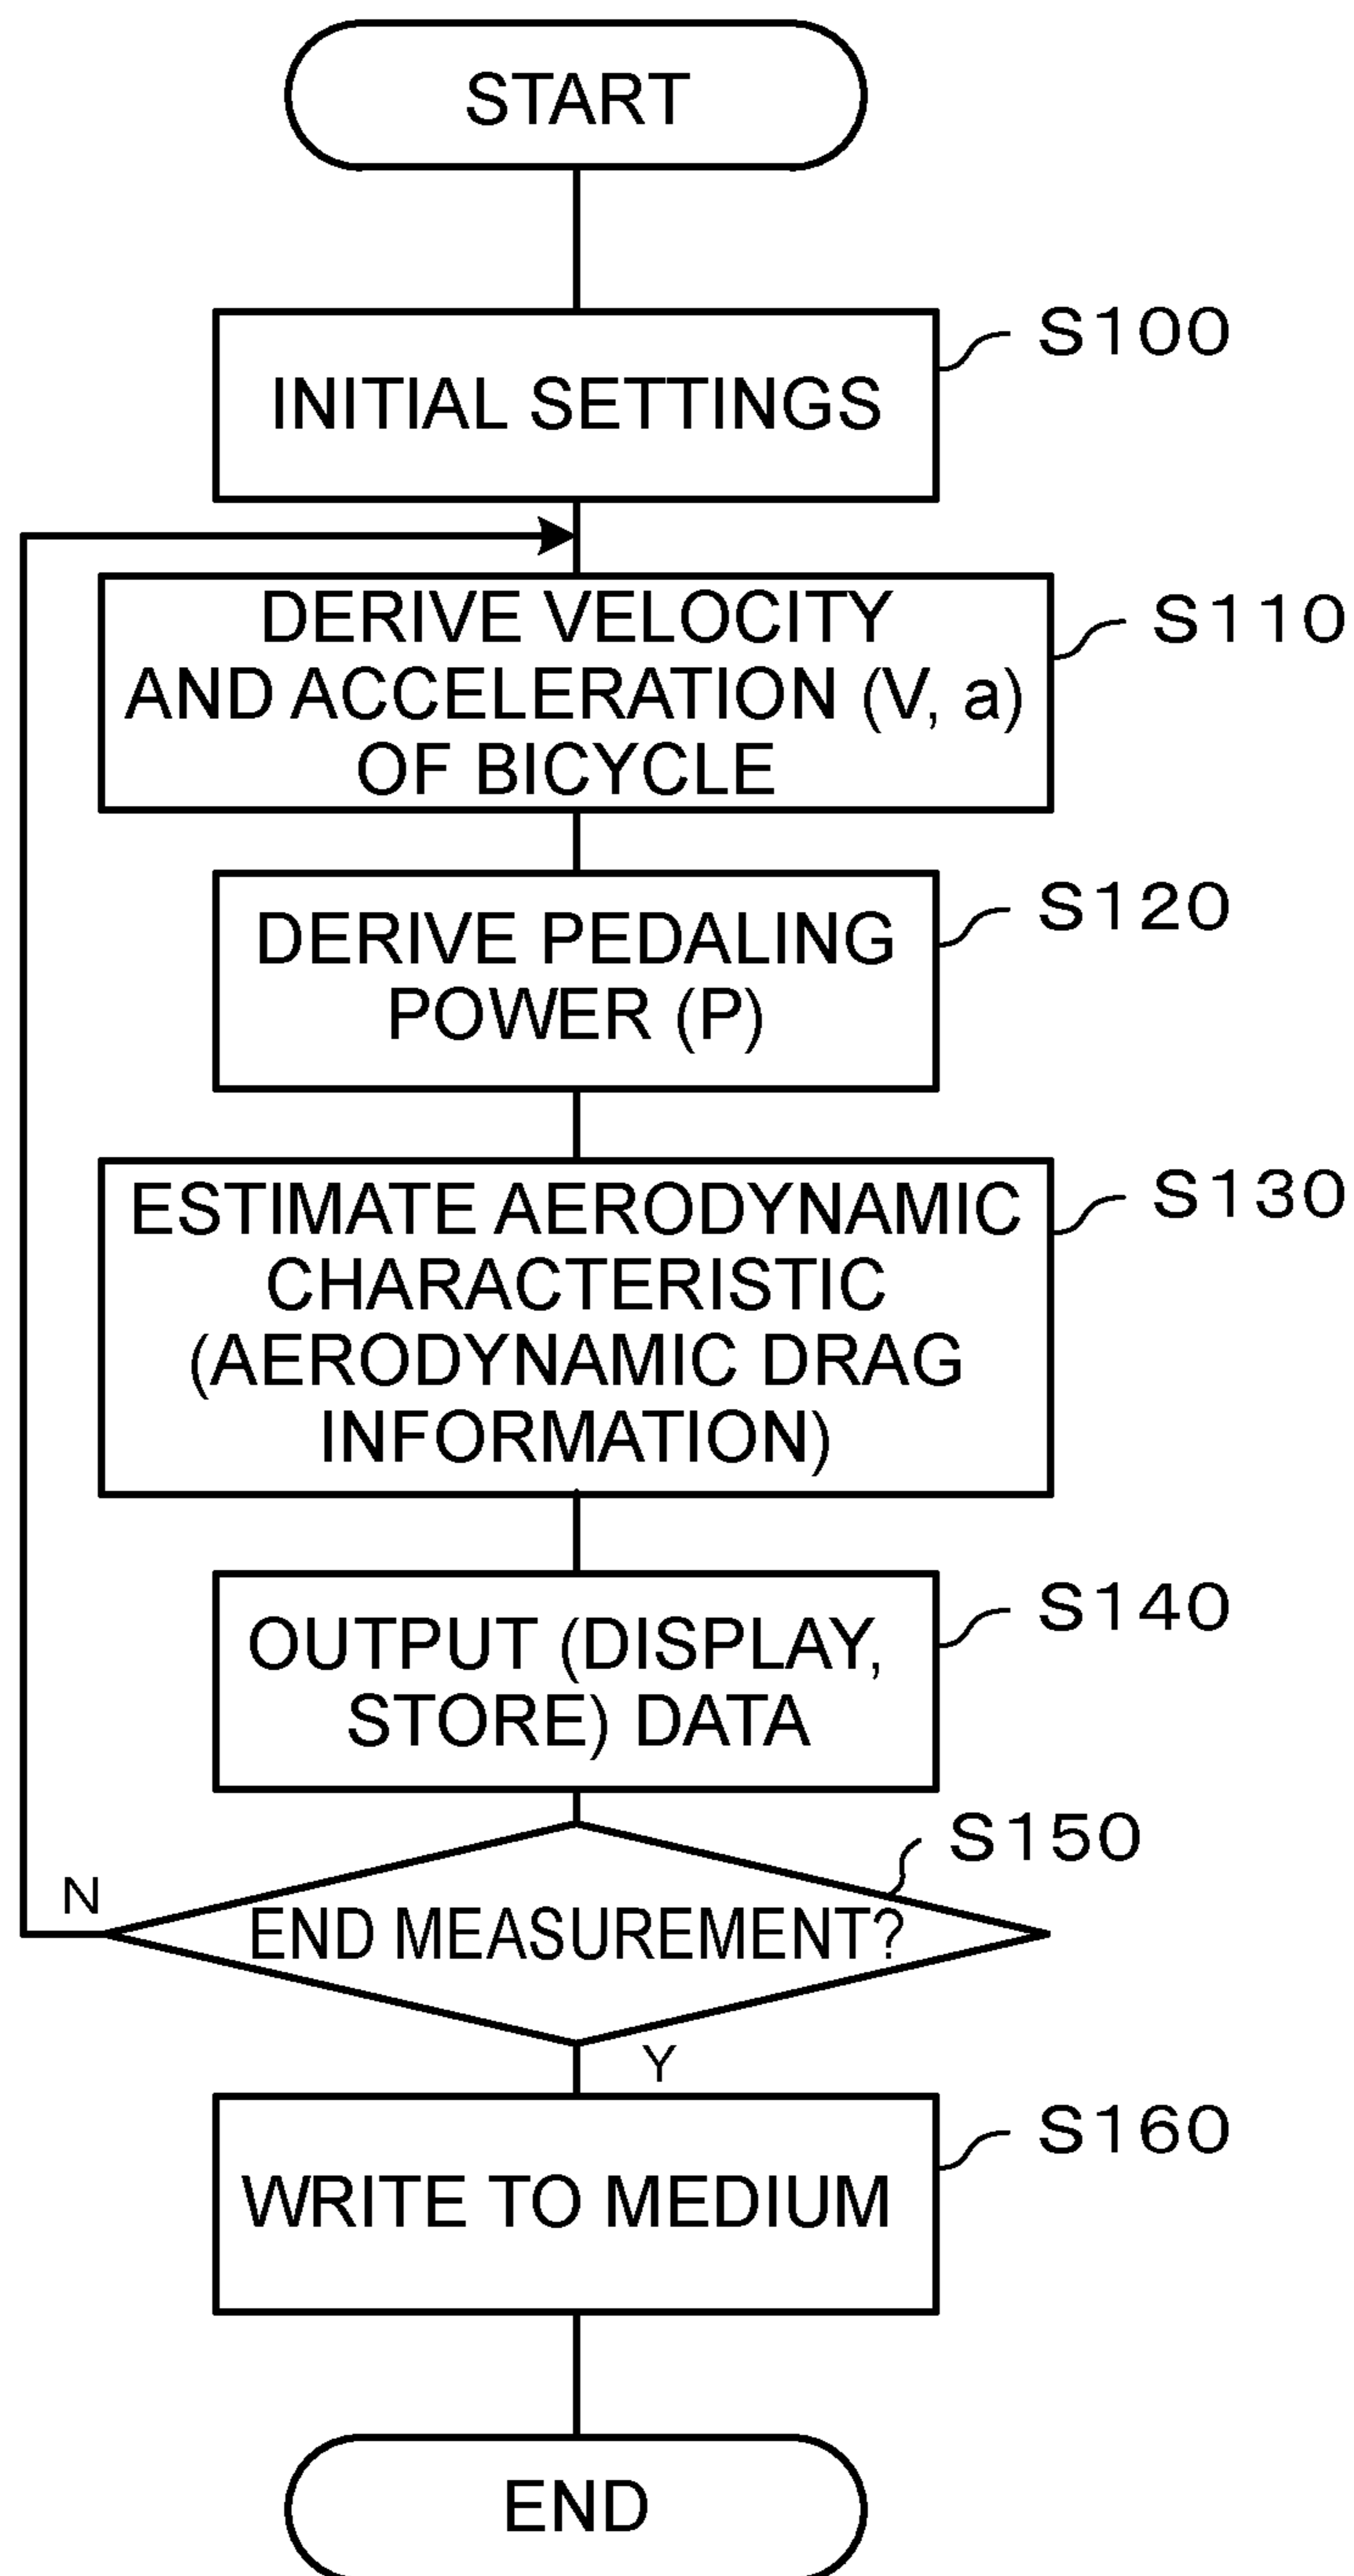 START
S100
INITIAL SETTINGS
S110
DERIVE VELOCITY
AND ACCELERATION (V, a)
OF BICYCLE
S120
DERIVE PEDALING
POWER (P)
S130
ESTIMATE AERODYNAMIC
CHARACTERISTIC
(AERODYNAMIC DRAG
INFORMATION)
S140
OUTPUT (DISPLAY,
STORE) DATA
S150
N
END MEASUREMENT?
Y
S160
WRITE TO MEDIUM
END